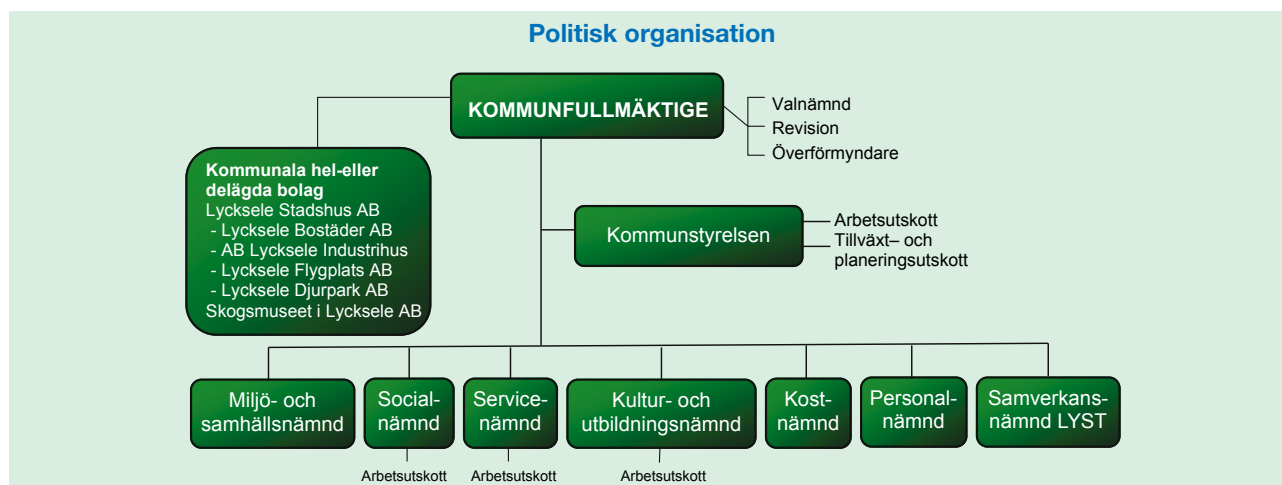 Politisk organisation
KOMMUNFULLMÄKTIGE
Valnämnd
Revision
Överförmyndare
Kommunala hel-eller
delägda bolag
Lycksele Stadshus AB
- Lycksele Bostäder AB
- AB Lycksele Industrihus
- Lycksele Flygplats AB
- Lycksele Djurpark AB
Skogsmuseet i Lycksele AB
Kommunstyrelsen
Arbetsutskott
Tillväxt– och
planeringsutskott
Miljö- och
samhällsnämnd
Social-
nämnd
Arbetsutskott
Service-
nämnd
Arbetsutskott
Kultur- och
utbildningsnämnd
Arbetsutskott
Kost-
nämnd
Personal-
nämnd
Samverkans-
nämnd LYST